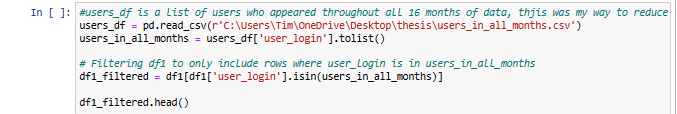 In [ ]: #users_df is a list of users who appeared throughout all 16 months of data, thjis was my way to reduce
users_df = pd.read_csv(r'C:\Users\Tim\OneDrive\Desktop\thesis\users_in_all_months.csv')
users_in_all_months = users_df['user_login'].tolist()
# Filtering df1 to only include rows where user_login is in users_in_all_months
df1_filtered = df1[df1['user_login'].isin(users_in_all_months)]
df1_filtered.head()